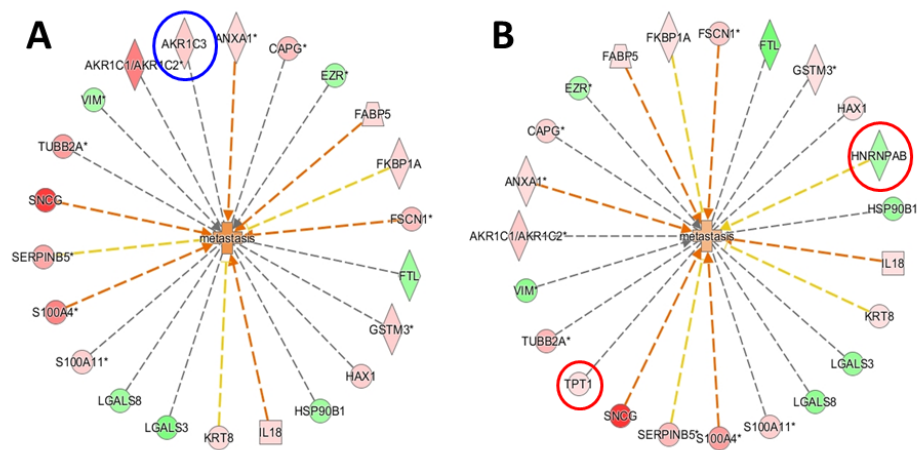 A
AKR1C3
ANXA1*
CAPG*
AKR1C1/AKR1C2*
EZR*
VIM*
FABP5
TUBB2A*
FKBP1A
SNCG
FSCN1*
metastasis
SERPINB5*
FTL
S100A4*
GSTM3*
S100A11*
HAX1
LGALS8
HSP90B1
LGALS3
KRT8
IL18
B
FKBP1A
FSCN1*
FTL
FABP5
GSTM3*
EZR*
HAX1
CAPG*
HNRNPAB
ANXA1*
HSP90B1
AKR1C1/AKR1C2*
metastasis
IL18
VIM*
KRT8
TUBB2A*
LGALS3
TPT1
LGALS8
SNCG
S100A11*
SERPINB5*
S100A4*